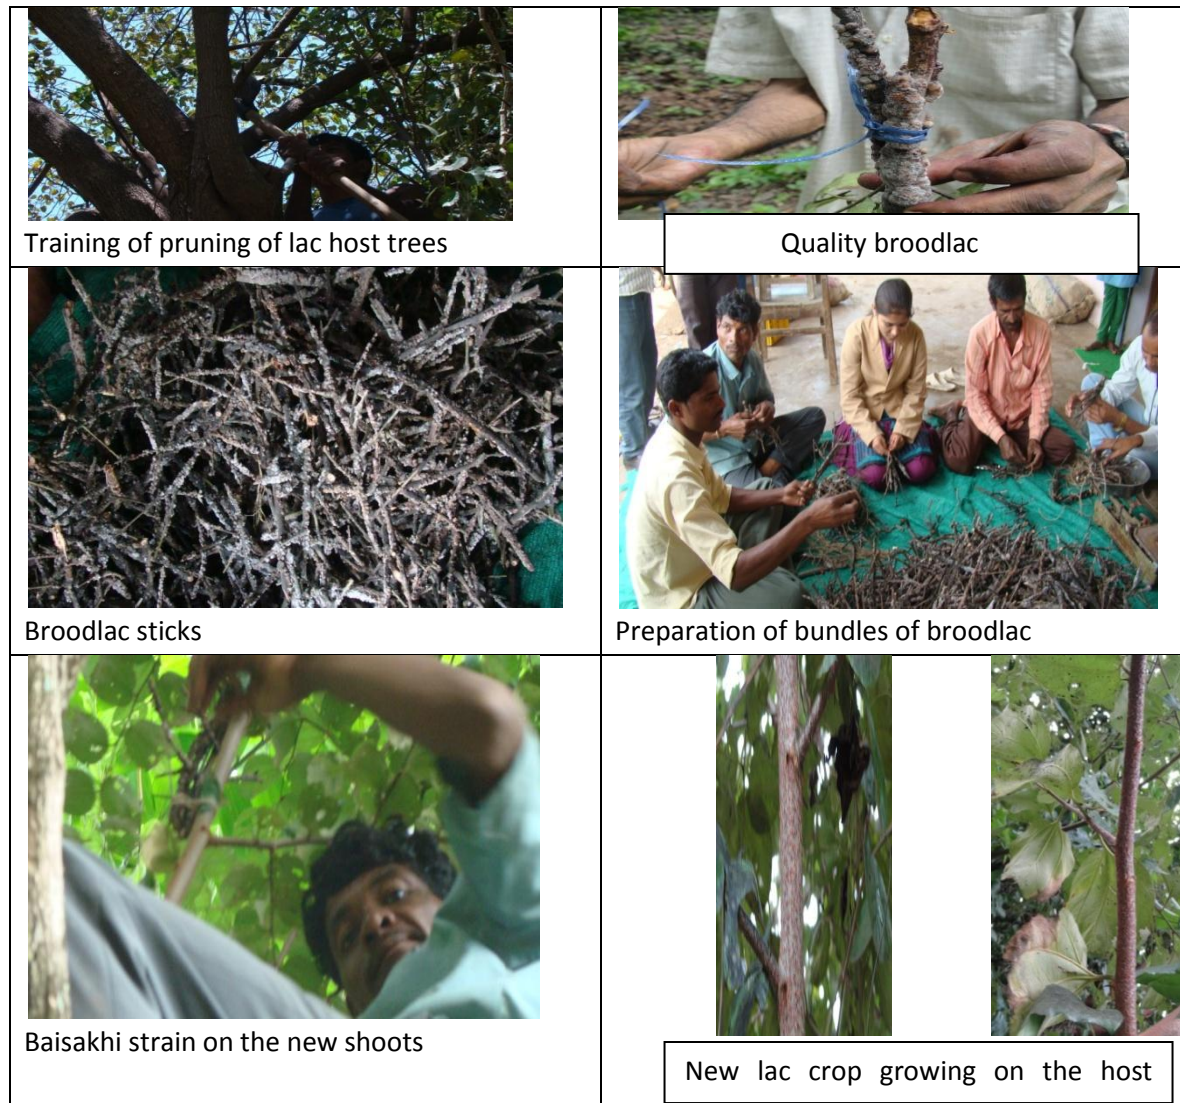 Training of pruning of lac host trees
Quality broodlac
Broodlac sticks
Preparation of bundles of broodlac
Baisakhi strain on the new shoots
New lac crop growing on the host